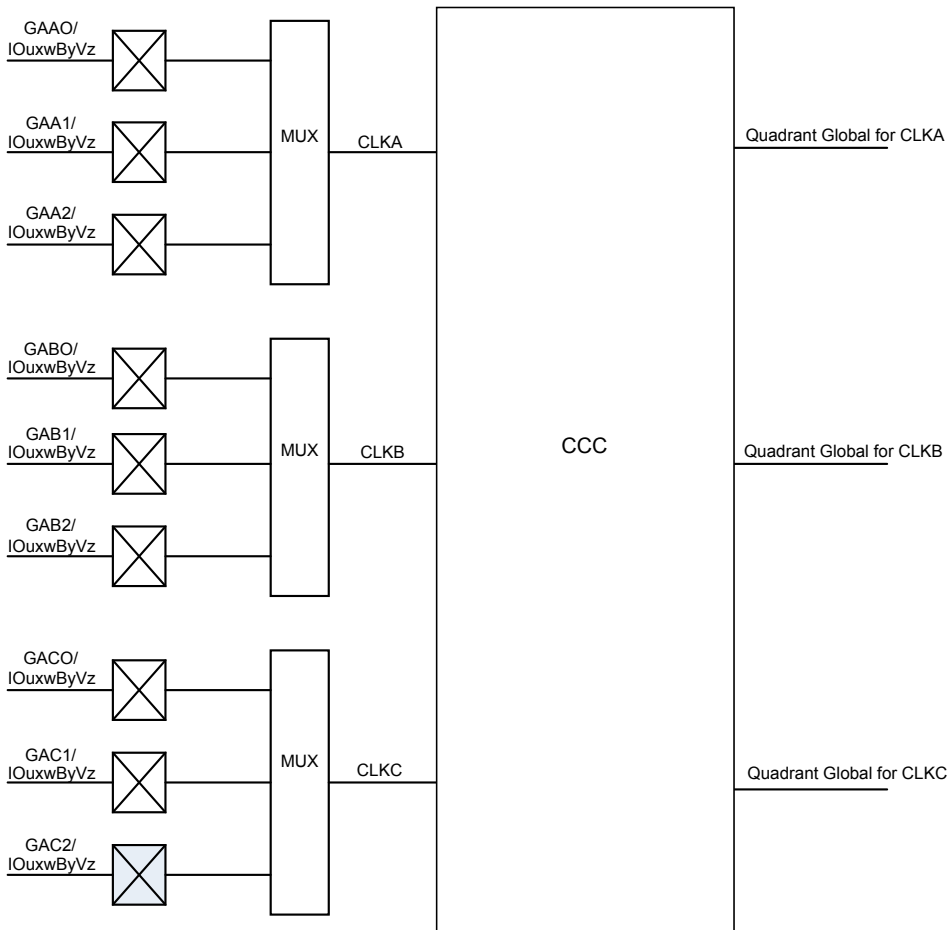 GAAO/
IOuxwByVz
GAA1/
IOuxwByVz
GAA2/
IOuxwByVz
MUX
CLKA
Quadrant Global for CLKA
GABO/
IOuxwByVz
GAB1/
IOuxwByVz
GAB2/
IOuxwByVz
MUX
CLKB
CCC
Quadrant Global for CLKB
GACO/
IOuxwByVz
GAC1/
IOuxwByVz
GAC2/
IOuxwByVz
MUX
CLKC
Quadrant Global for CLKC